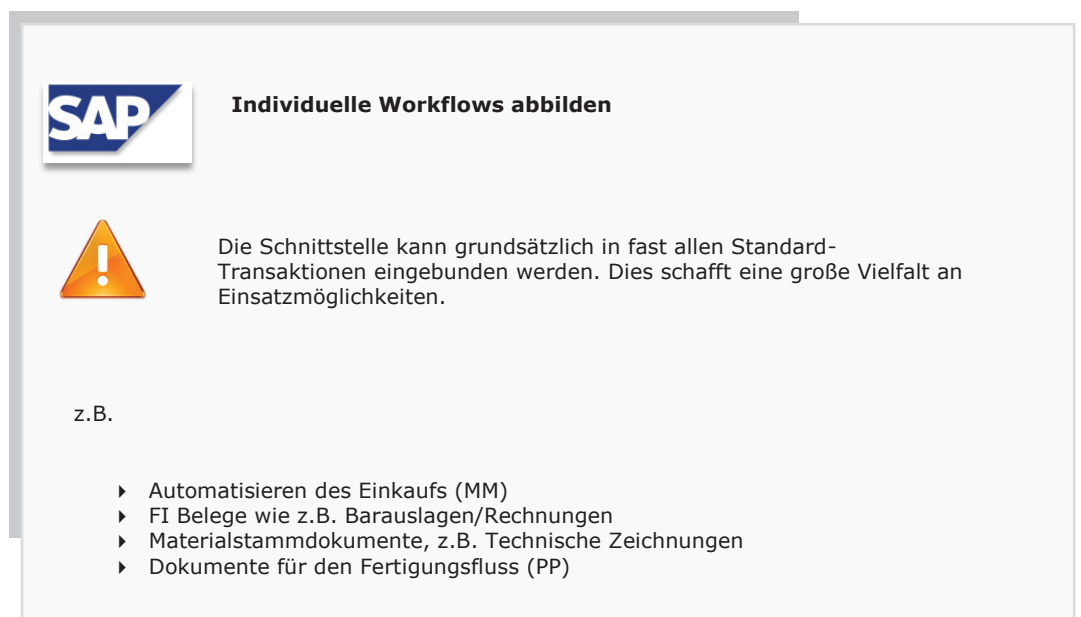 SAP
Individuelle Workflows abbilden
Die Schnittstelle kann grundsätzlich in fast allen Standard-
Transaktionen eingebunden werden. Dies schafft eine große Vielfalt an
Einsatzmöglichkeiten.
z.B.
Automatisieren des Einkaufs (MM)
FI Belege wie z.B. Barauslagen/Rechnungen
Materialstammdokumente, z.B. Technische Zeichnungen
Dokumente für den Fertigungsfluss (PP)